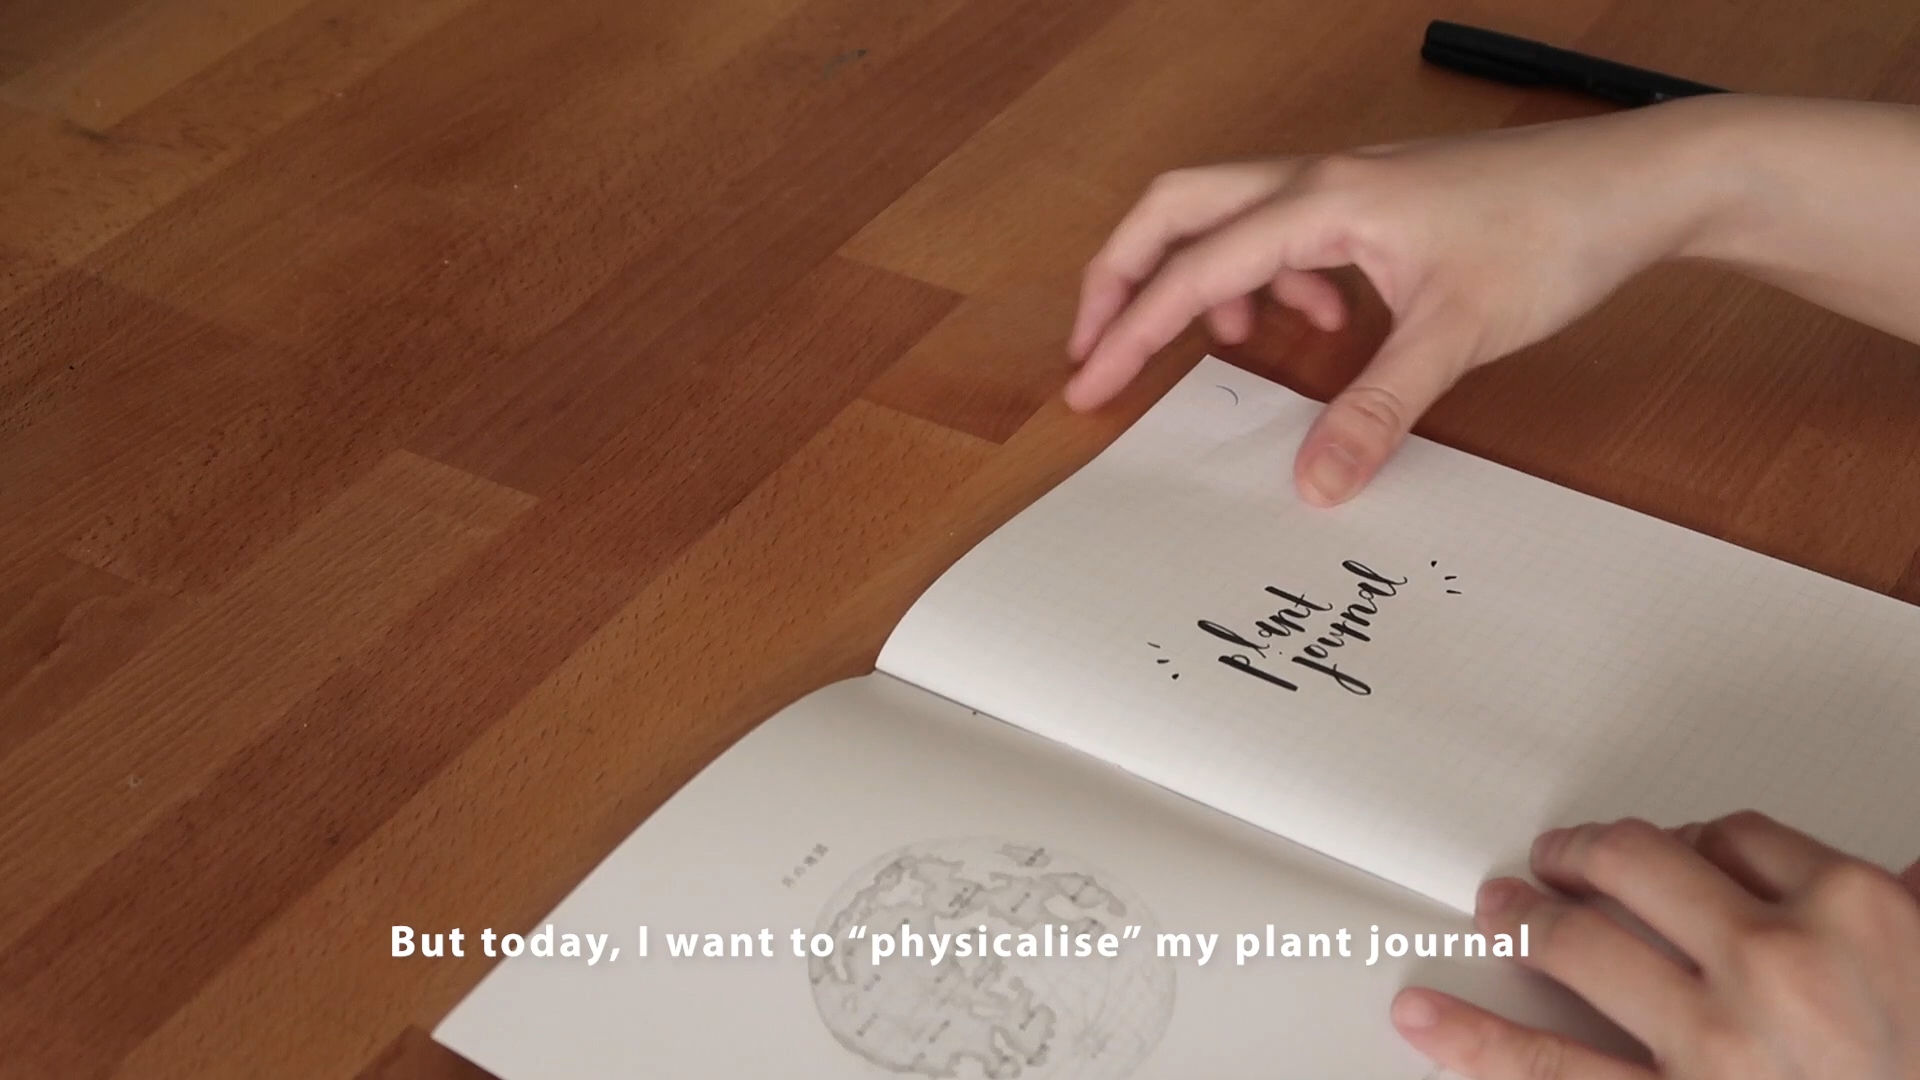 plant
journal
But today, I want to “physicalise” my plant journal